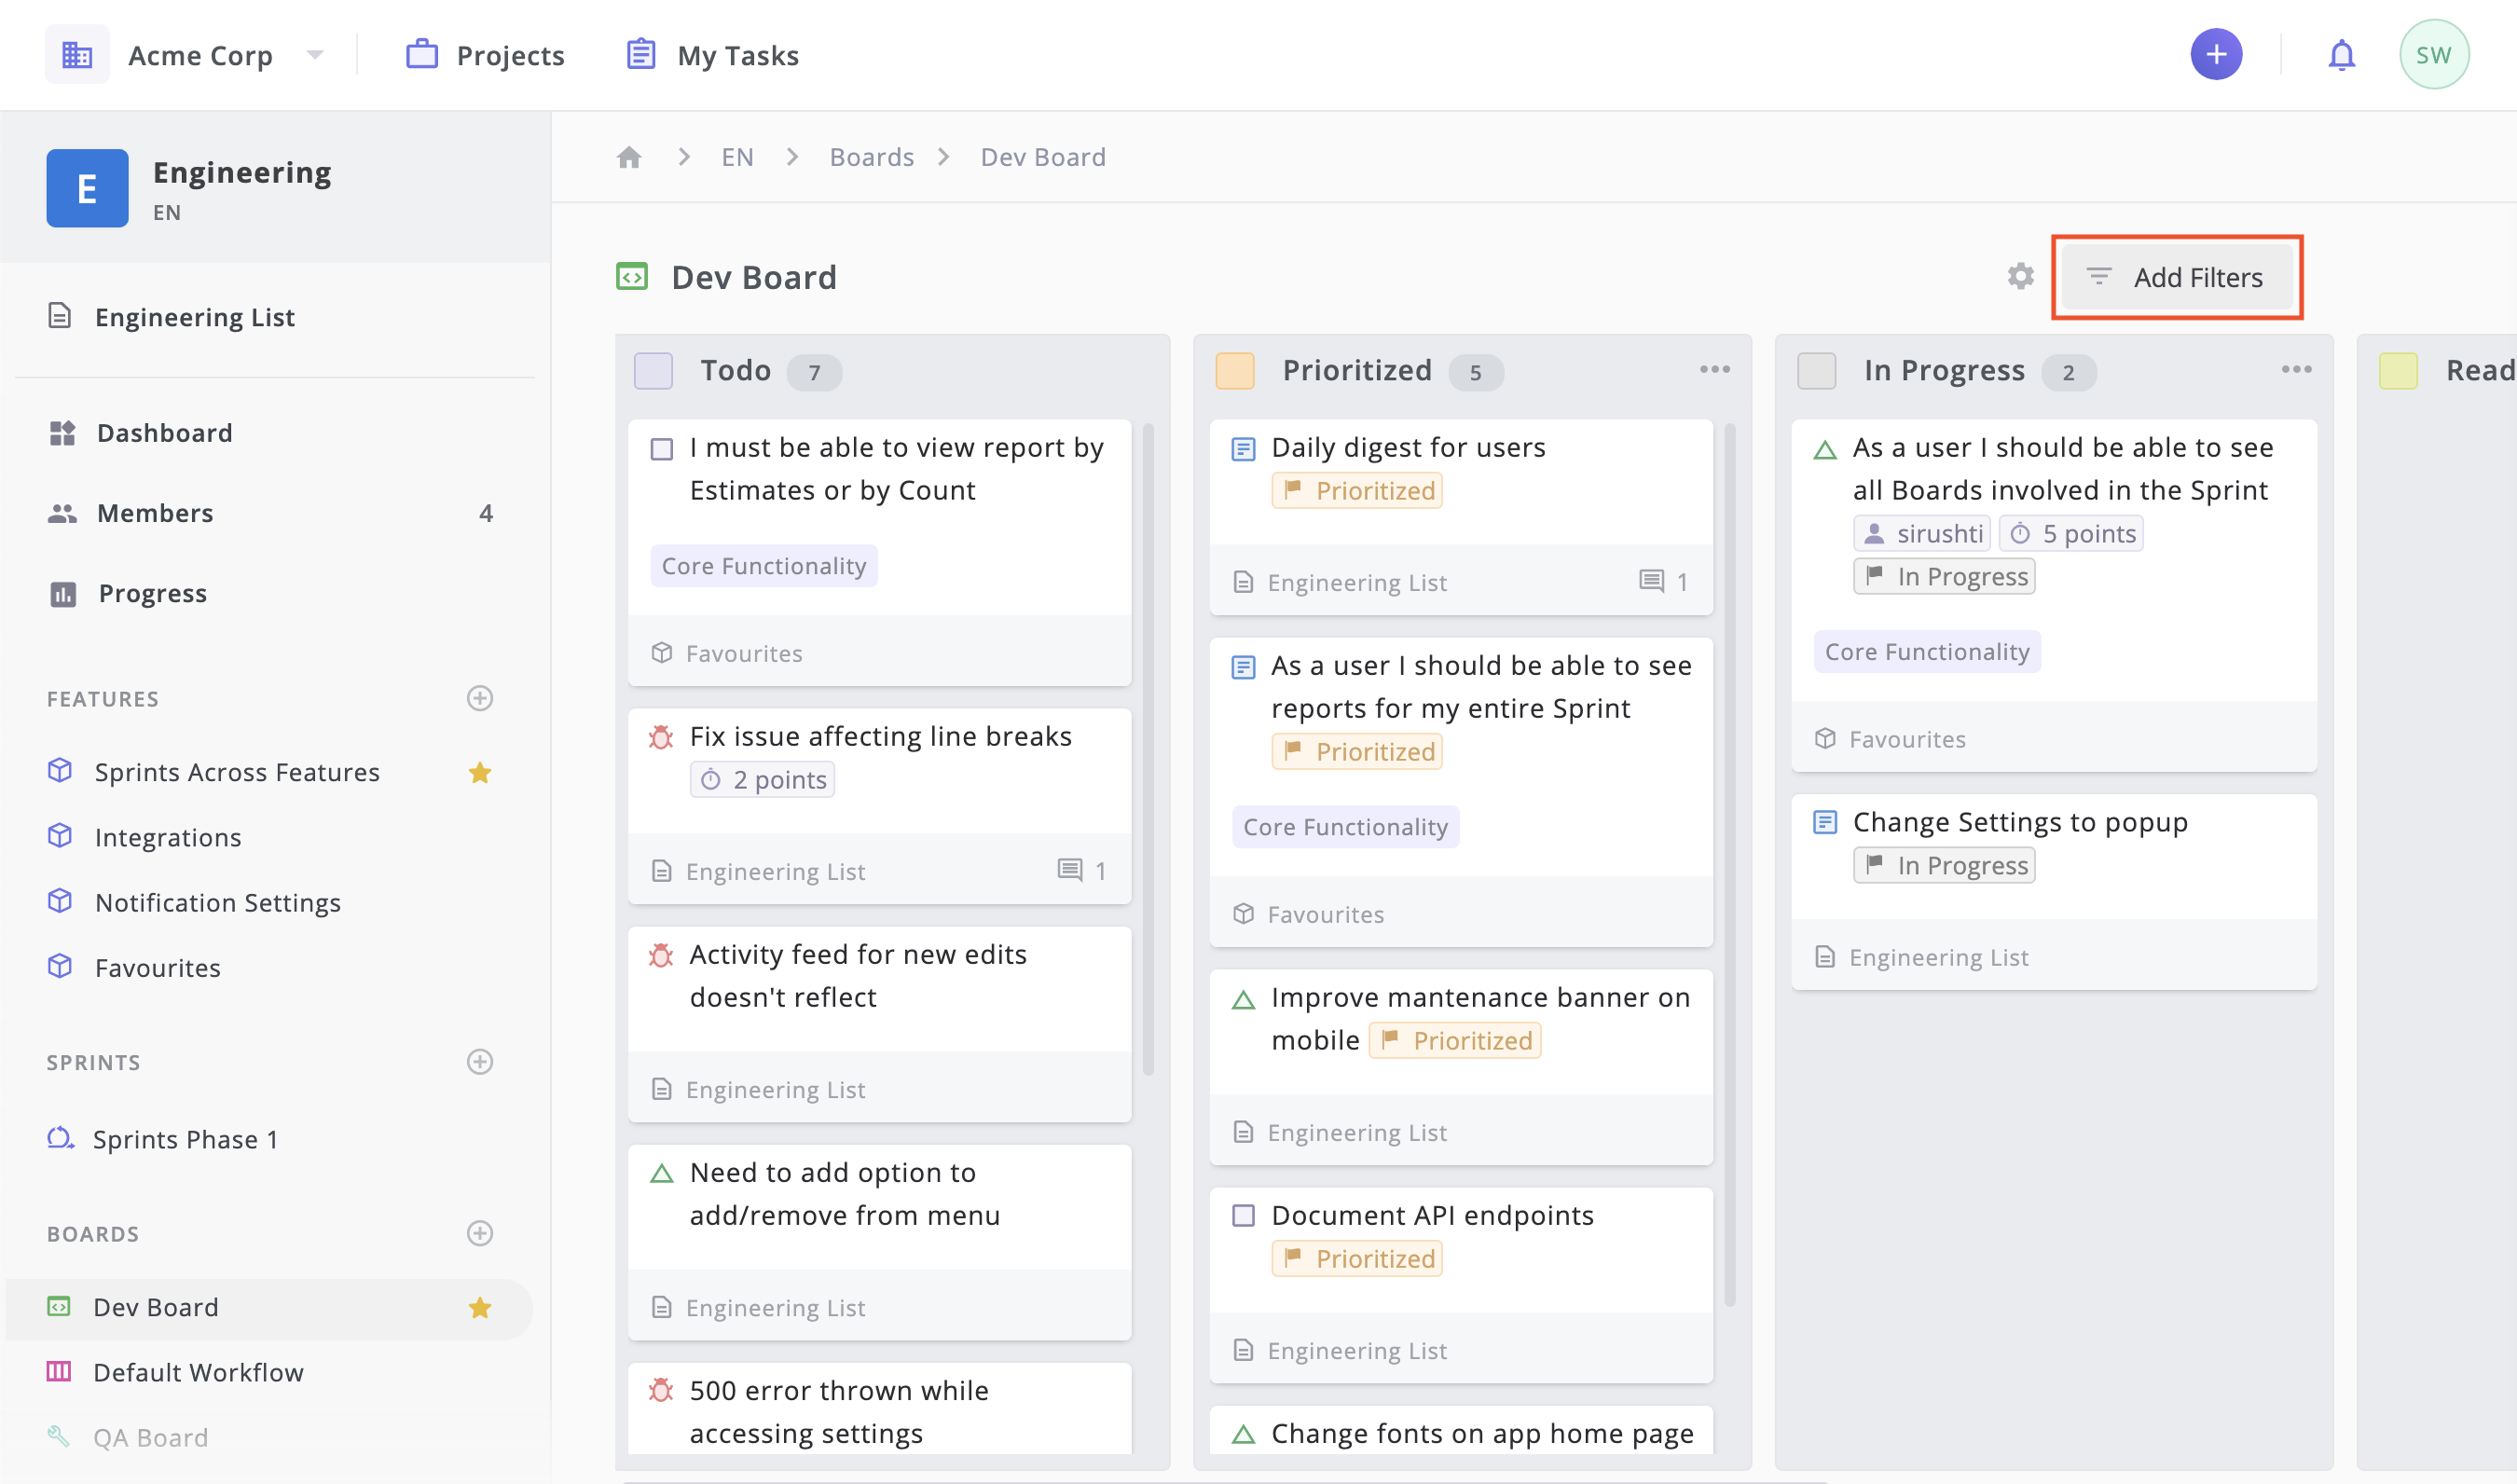 Acme Corp
Projects
My Tasks
SW
E
Engineering
EN
Engineering List
Dashboard
Members 4
Progress
FEATURES
Sprints Across Features
Integrations
Notification Settings
Favourites
SPRINTS
Sprints Phase 1
BOARDS
Dev Board
Default Workflow
QA Board
EN
Boards
Dev Board
Dev Board
Add Filters
Todo 7
I must be able to view report by
Estimates or by Count
Core Functionality
Favourites
Fix issue affecting line breaks
2 points
Engineering List 1
Activity feed for new edits
doesn't reflect
Engineering List
Need to add option to
add/remove from menu
Engineering List
500 error thrown while
accessing settings
Prioritized 5
Daily digest for users
Prioritized
Engineering List 1
As a user I should be able to see
reports for my entire Sprint
Prioritized
Core Functionality
Favourites
Improve mantenance banner on
mobile Prioritized
Engineering List
Document API endpoints
Prioritized
Engineering List
Change fonts on app home page
In Progress 2
As a user I should be able to see
all Boards involved in the Sprint
sirushti 5 points
In Progress
Core Functionality
Favourites
Change Settings to popup
In Progress
Engineering List
Read